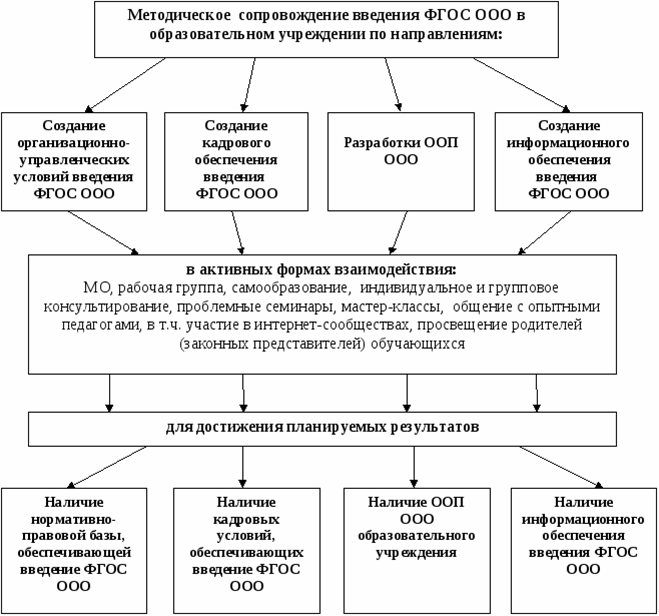 Методическое сопровождение введения ФГОС ООО в
образовательном учреждении по направлениям:
Создание
организационно-
управленческих
условий введения
ФГОС ООО
Создание
кадрового
обеспечения
введения
ФГОС ООО
Разработки ООП
ООО
Создание
информационного
обеспечения
введения
ФГОС ООО
в активных формах взаимодействия:
МО, рабочая группа, самообразование, индивидуальное и групповое
консультирование, проблемные семинары, мастер-классы, общение с опытными
педагогами, в т.ч. участие в интернет-сообществах, просвещение родителей
(законных представителей) обучающихся
для достижения планируемых результатов
Наличие
нормативно-
правовой базы,
обеспечивающей
введение ФГОС
ООО
Наличие
кадровых
условий,
обеспечивающих
введение ФГОС
ООО
Наличие ООП
ООО
образовательного
учреждения
Наличие
информационного
обеспечения
введения ФГОС
ООО